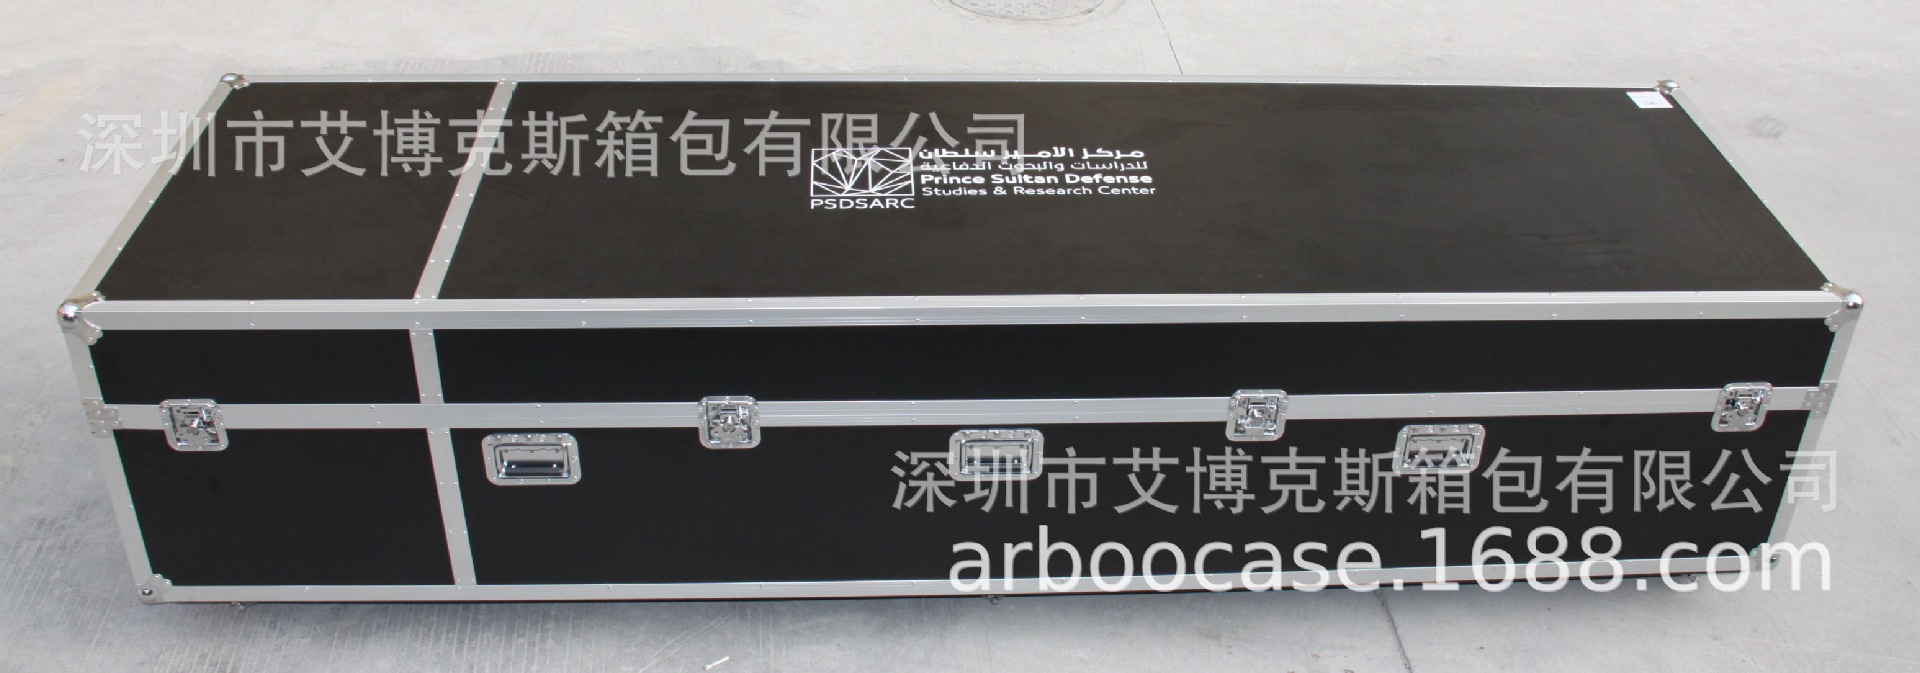 深圳市艾博克斯箱包有限公司
مركز الأمير سلطان
للدراسات والبحوث الدفاعية
Prince Sultan Defense
Studies & Research Center
PSDSARC
深圳市艾博克斯箱包有限公司
arboocase.1688.com